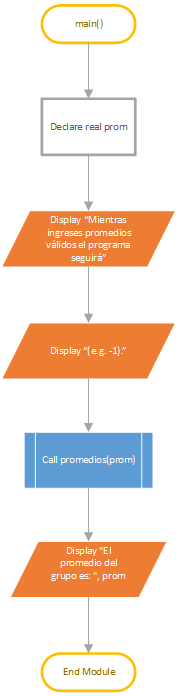 main()
Declare real prom
Display “Mientras
ingreses promedios
válidos el programa
seguirá”
Display “(e.g. -1):”
Call promedios(prom)
Display "El
promedio del
grupo es: ", prom
End Module